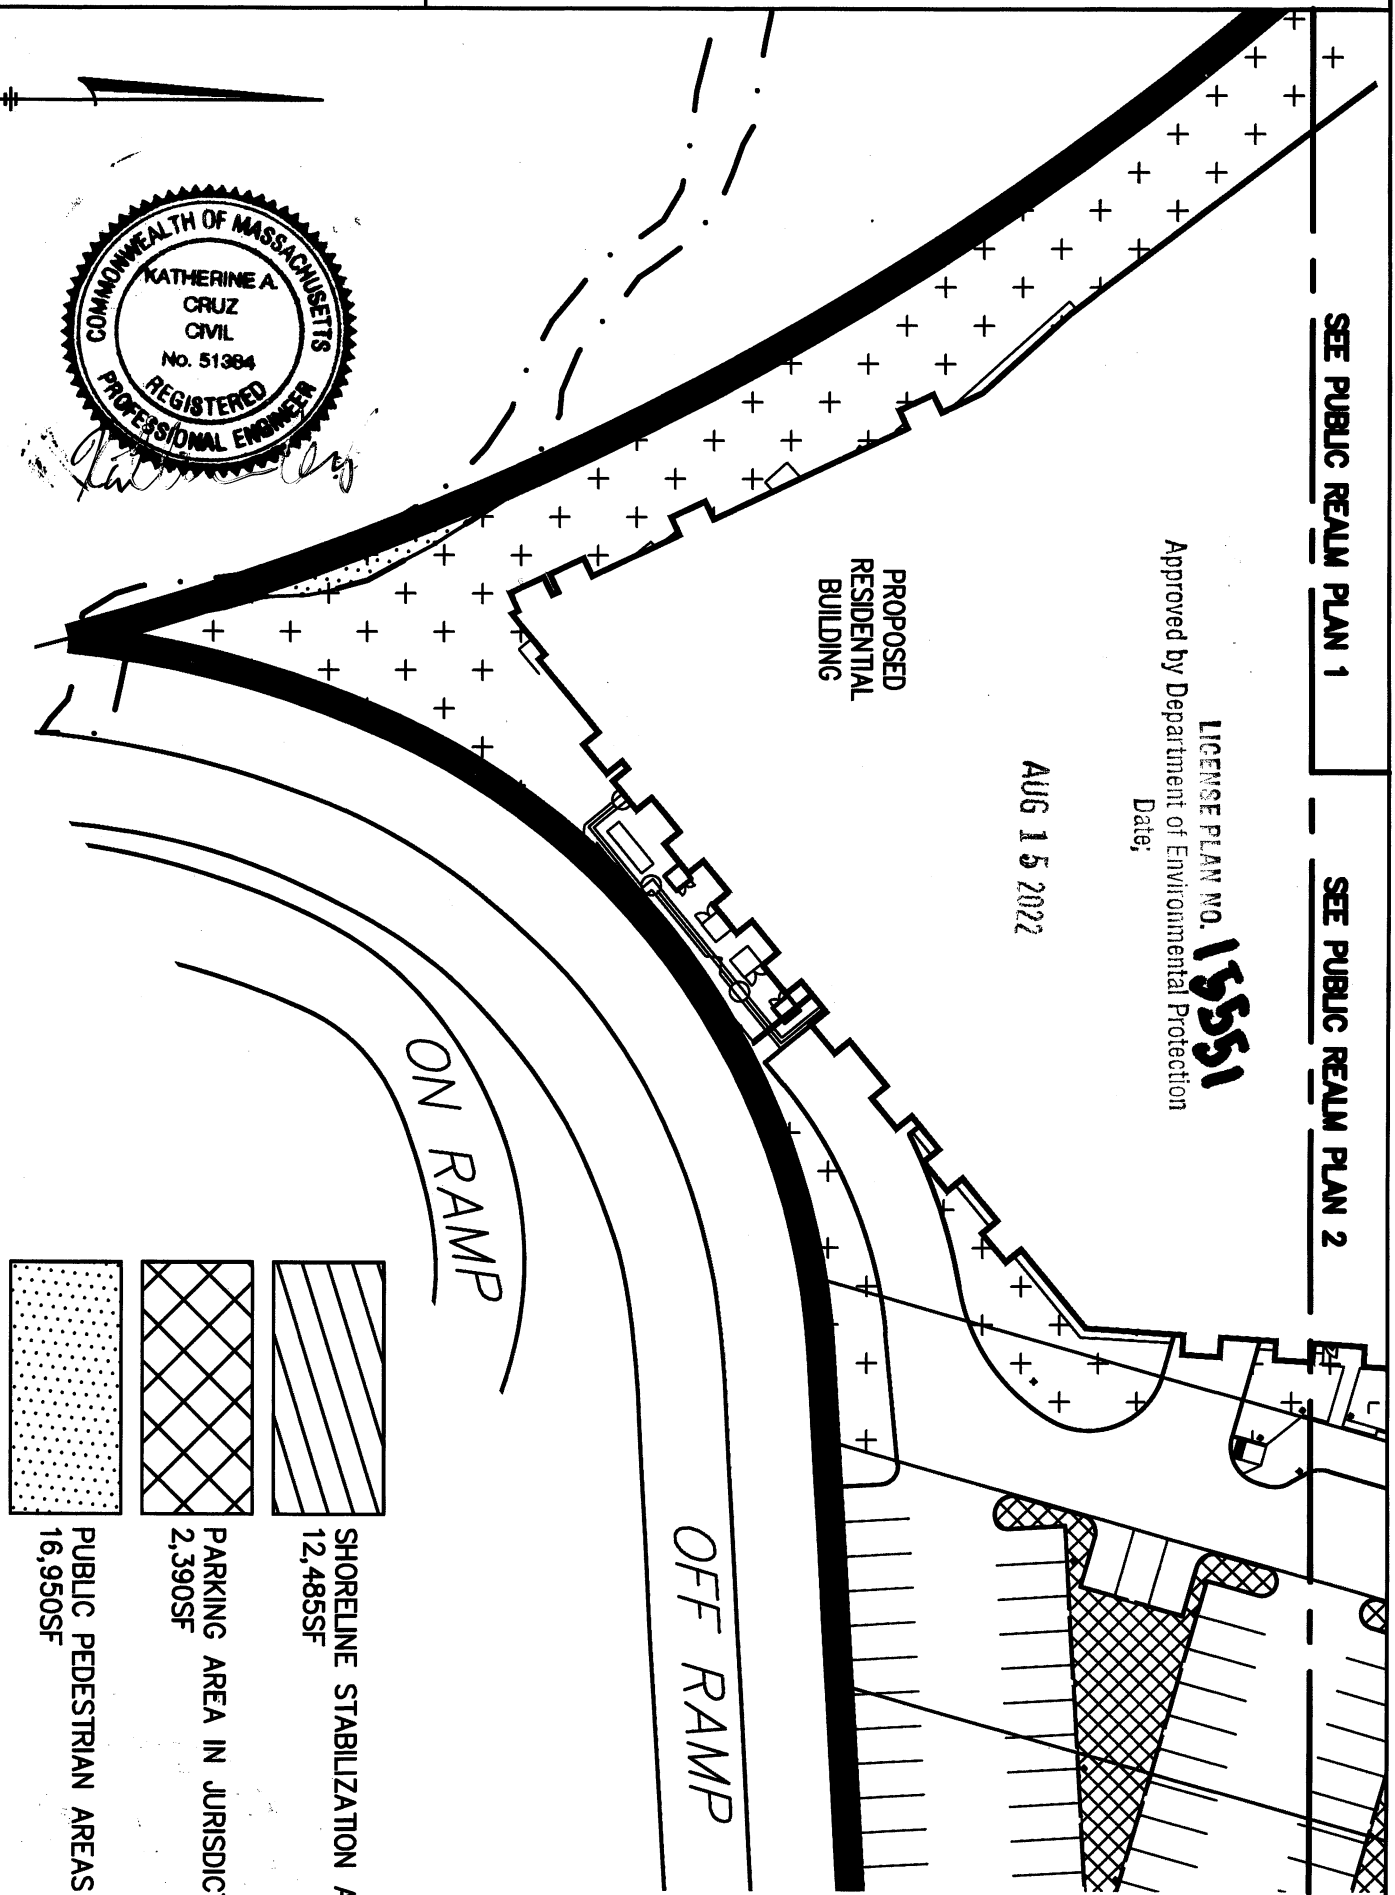 SEE PUBLIC REALM PLAN 1
SEE PUBLIC REALM PLAN 2
LICENSE PLAN NO. 15551
Approved by Department of Environmental Protection
Date;
AUG 15 2022
PROPOSED
RESIDENTIAL
BUILDING
ON RAMP
OFF RAMP
COMMONWEALTH OF MASSACHUSETTS
KATHERINE A.
CRUZ
CIVIL
No. 51384
REGISTERED
PROFESSIONAL ENGINEER
SHORELINE STABILIZATION
12,485SF
PARKING AREA IN
2,390SF
PUBLIC PEDESTRIAN AREAS
16,950SF